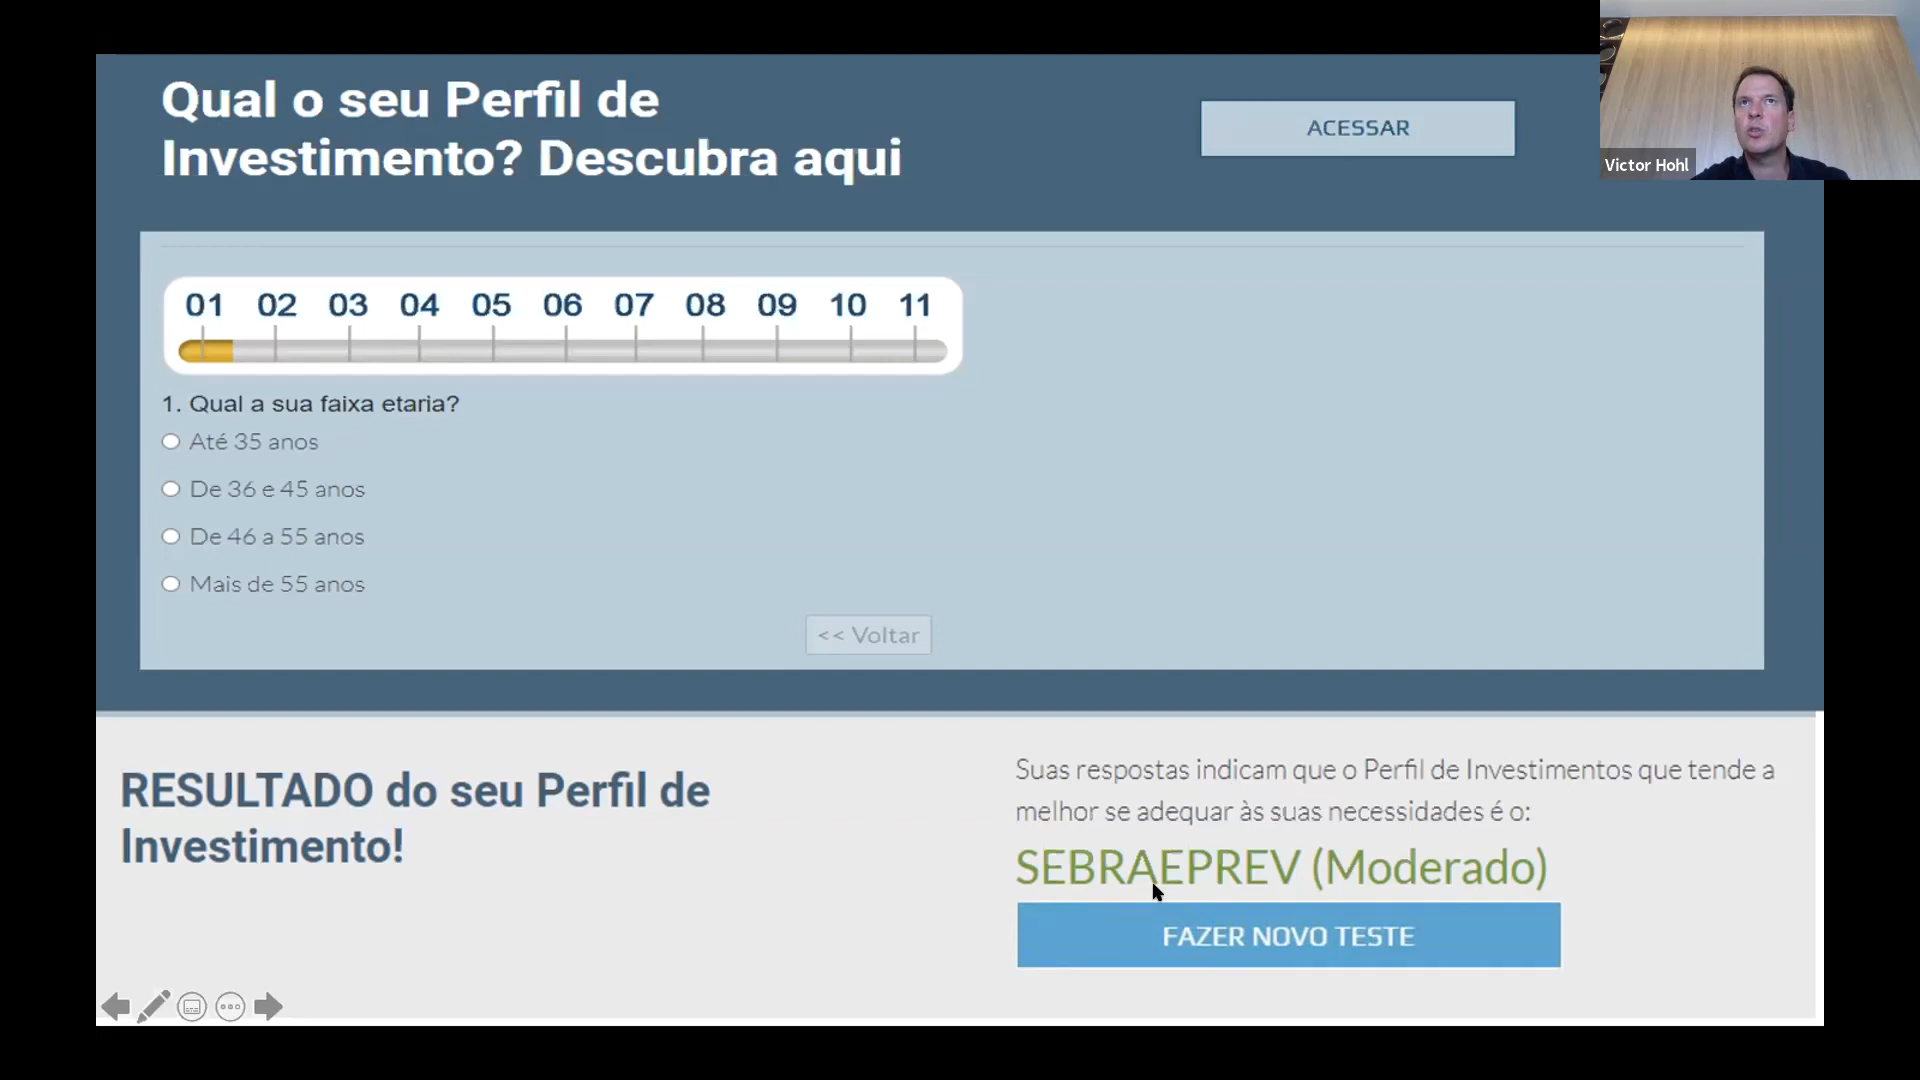 Qual o seu Perfil de
Investimento? Descubra aqui
ACESSAR
Victor Hohl
01 02 03 04 05 06 07 08 09 10 11
1. Qual a sua faixa etaria?
Até 35 anos
De 36 e 45 anos
De 46 a 55 anos
Mais de 55 anos
<< Voltar
RESULTADO do seu Perfil de
Investimento!
Suas respostas indicam que o Perfil de Investimentos que tende a
melhor se adequar às suas necessidades é o:
SEBRAEPREV (Moderado)
FAZER NOVO TESTE